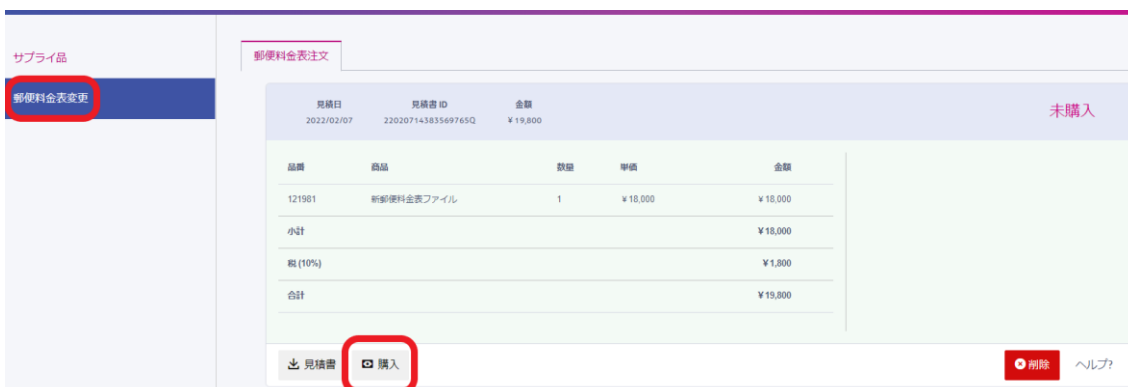 サプライ品
郵便料金表変更
郵便料金表注文
見積日 見積書 ID 金額
2022/02/07 22020714383569765Q ¥ 19,800
未購入
品番 商品 数量 単価 金額
121981 新郵便料金表ファイル 1 ¥ 18,000 ¥ 18,000
小計 ¥ 18,000
税 (10%) ¥ 1,800
合計 ¥ 19,800
見積書 購入 削除 ヘルプ?